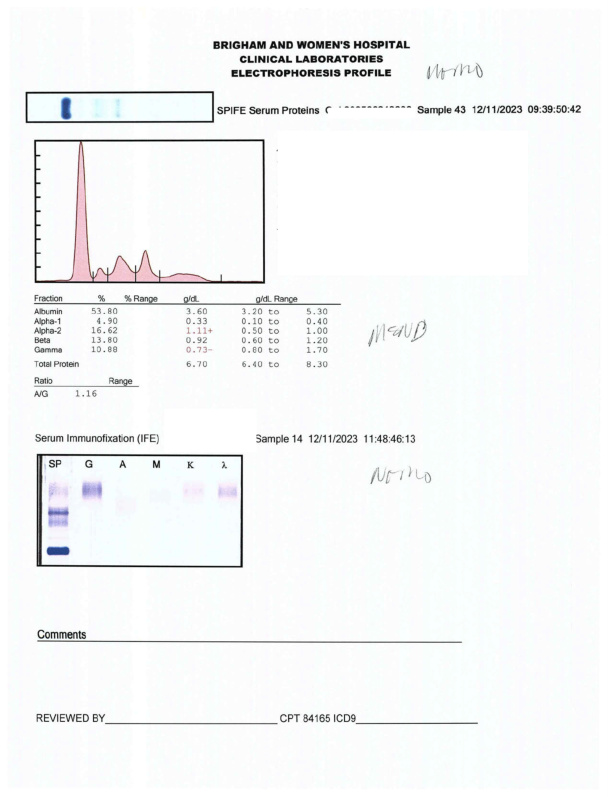 BRIGHAM AND WOMEN'S HOSPITAL
CLINICAL LABORATORIES
ELECTROPHORESIS PROFILE
NOMO
SPIFE Serum Proteins C Sample 43 12/11/2023 09:39:50:42
Fraction % % Range g/dL g/dL Range
Albumin 53.80 3.60 3.20 to 5.30
Alpha-1 4.90 0.33 0.10 to 0.40
Alpha-2 16.62 1.11+ 0.50 to 1.00
Beta 13.80 0.92 0.60 to 1.20
Gamma 10.88 0.73- 0.80 to 1.70
Total Protein 6.70 6.40 to 8.30
Ratio Range
A/G 1.16
Serum Immunofixation (IFE) Sample 14 12/11/2023 11:48:46:13
SP G A M K λ
NOMO
Comments
REVIEWED BY CPT 84165 ICD9